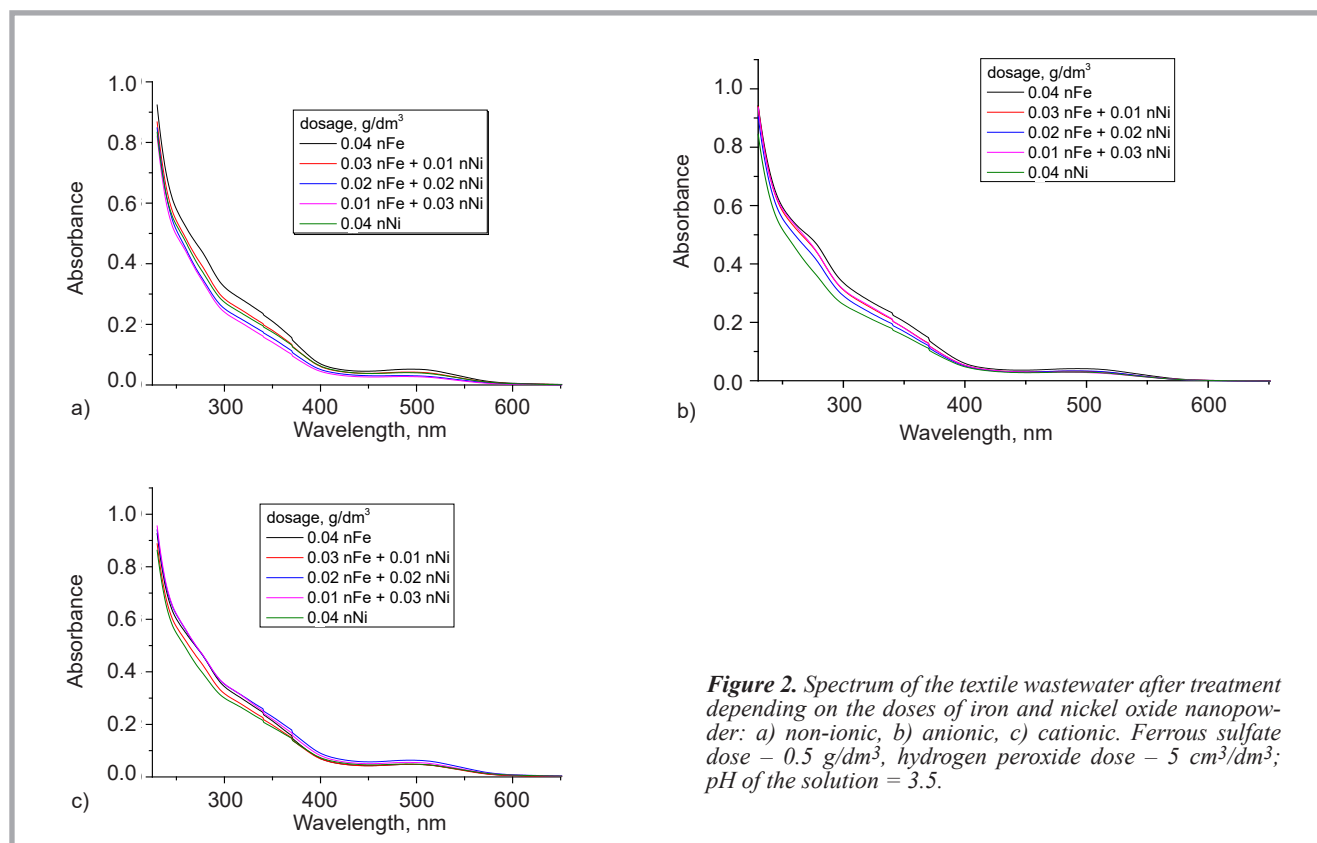 1.0
0.8
0.6
0.4
0.2
0.0
Absorbance
dosage, g/dm³
0.04 nFe
0.03 nFe + 0.01 nNi
0.02 nFe + 0.02 nNi
0.01 nFe + 0.03 nNi
0.04 nNi
300 400 500 600
Wavelength, nm
a)
1.0
0.8
0.6
0.4
0.2
0.0
Absorbance
dosage, g/dm³
0.04 nFe
0.03 nFe + 0.01 nNi
0.02 nFe + 0.02 nNi
0.01 nFe + 0.03 nNi
0.04 nNi
300 400 500 600
Wavelength, nm
b)
1.0
0.8
0.6
0.4
0.2
0.0
Absorbance
dosage, g/dm³
0.04 nFe
0.03 nFe + 0.01 nNi
0.02 nFe + 0.02 nNi
0.01 nFe + 0.03 nNi
0.04 nNi
300 400 500 600
Wavelength, nm
c)
Figure 2. Spectrum of the textile wastewater after treatment
depending on the doses of iron and nickel oxide nanopow-
der: a) non-ionic, b) anionic, c) cationic. Ferrous sulfate
dose – 0.5 g/dm³, hydrogen peroxide dose – 5 cm³/dm³;
pH of the solution = 3.5.